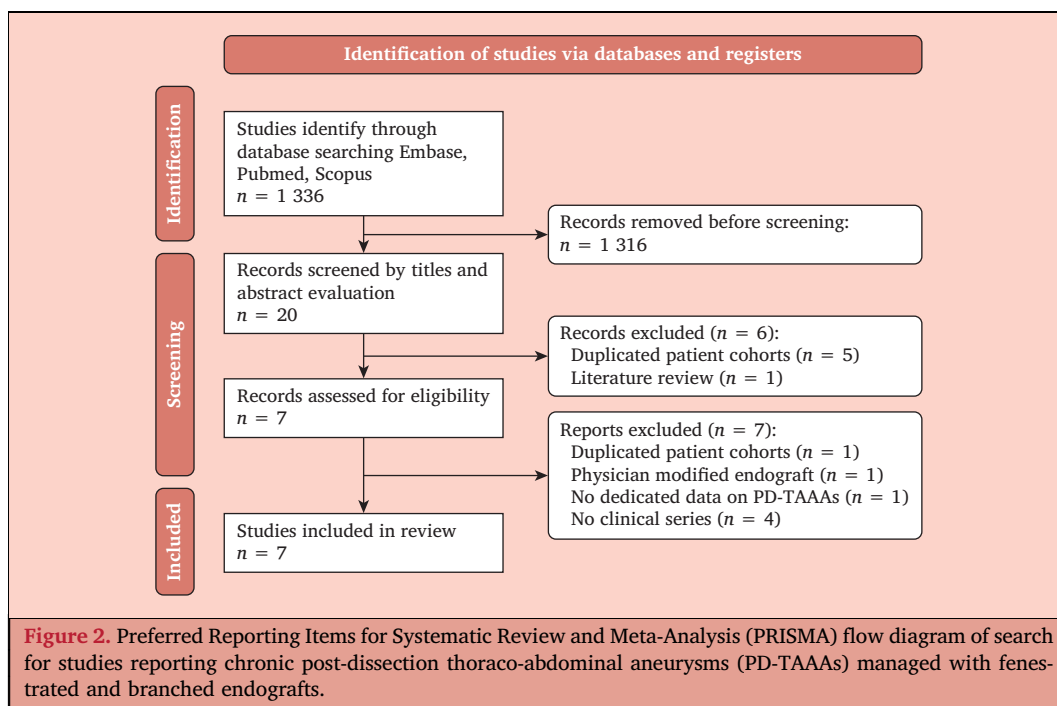 Identification of studies via databases and registers
Identification
Studies identify through
database searching Embase,
Pubmed, Scopus
n = 1 336
Records removed before screening:
n = 1 316
Screening
Records screened by titles and
abstract evaluation
n = 20
Records excluded (n = 6):
Duplicated patient cohorts (n = 5)
Literature review (n = 1)
Records assessed for eligibility
n = 7
Reports excluded (n = 7):
Duplicated patient cohorts (n = 1)
Physician modified endograft (n = 1)
No dedicated data on PD-TAAAs (n = 1)
No clinical series (n = 4)
Included
Studies included in review
n = 7
Figure 2. Preferred Reporting Items for Systematic Review and Meta-Analysis (PRISMA) flow diagram of search
for studies reporting chronic post-dissection thoraco-abdominal aneurysms (PD-TAAAs) managed with fenes-
trated and branched endografts.